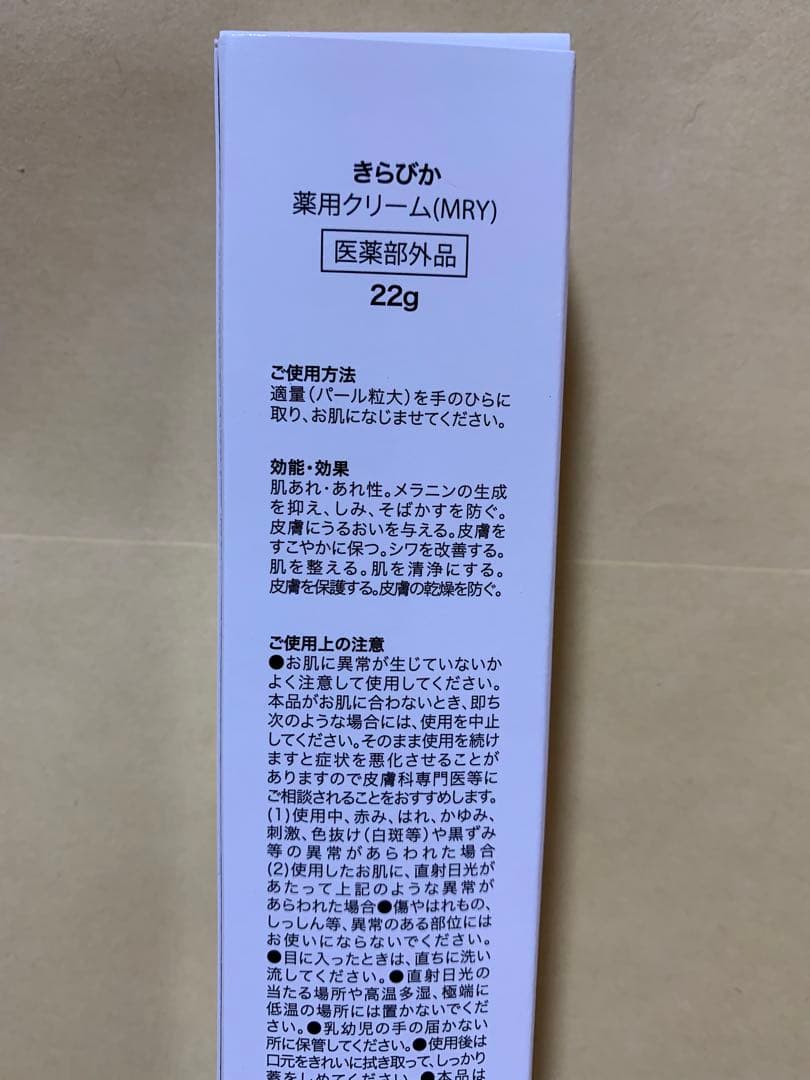 きらびか
薬用クリーム(MRY)
医薬部外品
22g
ご使用方法
適量（パール粒大）を手のひらに
取り、お肌になじませてください。
効能・効果
肌あれ・あれ性。メラニンの生成
を抑え、しみ、そばかすを防ぐ。
皮膚にうるおいを与える。皮膚を
すこやかに保つ。シワを改善する。
肌を整える。肌を清浄にする。
皮膚を保護する。皮膚の乾燥を防ぐ。
ご使用上の注意
●お肌に異常が生じていないか
よく注意して使用してください。
本品がお肌に合わないとき、即ち
次のような場合には、使用を中止
してください。そのまま使用を続け
ますと症状を悪化させることが
ありますので皮膚科専門医等に
ご相談されることをおすすめします。
(1)使用中、赤み、はれ、かゆみ、
刺激、色抜け（白斑等）や黒ずみ
等の異常があらわれた場合
(2)使用したお肌に、直射日光が
あたって上記のような異常が
あらわれた場合●傷やはれもの、
しっしん等、異常のある部位には
お使いにならないでください。
●目に入ったときは、直ちに洗い
流してください。●直射日光の
当たる場所や高温多湿、極端に
低温の場所には置かないでくだ
さい。●乳幼児の手の届かない
所に保管してください。●使用後は
口元をきれいに拭き取って、しっかり
蓋をしめてください。●本品は